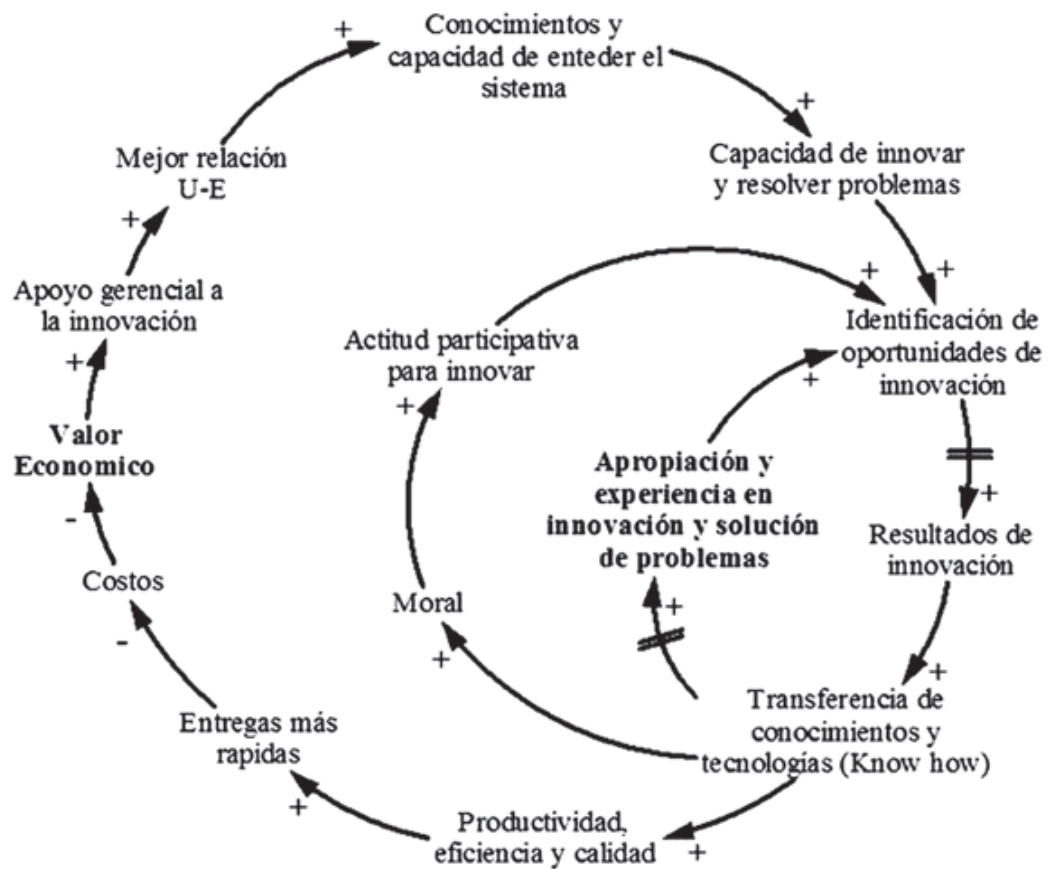 Conocimientos y
capacidad de enteder el
sistema
+
+
Mejor relación
U-E
+
Capacidad de innovar
y resolver problemas
+
+
Apoyo gerencial a
la innovación
+
Actitud participativa
para innovar
+
Identificación de
oportunidades de
innovación
+
Valor
Economico
-
Apropiación y
experiencia en
innovación y solución
de problemas
+
+
Resultados de
innovación
+
Costos
-
Moral
+
Entregas más
rapidas
+
Transferencia de
conocimientos y
tecnologías (Know how)
Productividad,
eficiencia y calidad
+